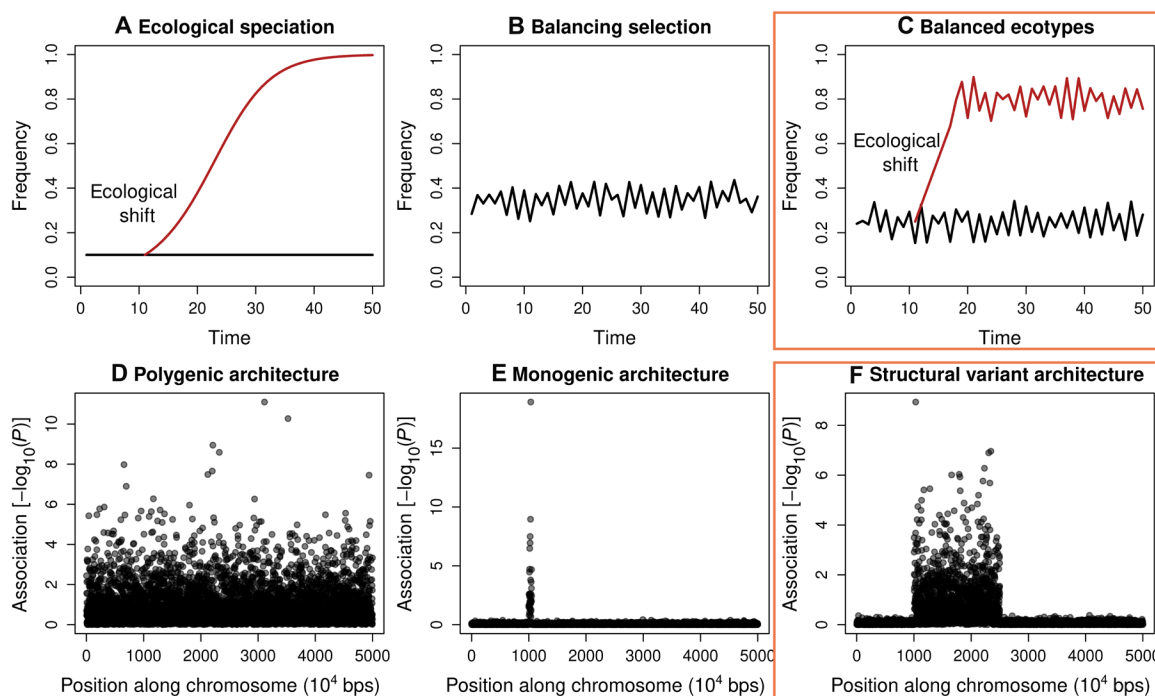 A Ecological speciation
Frequency
0.0 0.2 0.4 0.6 0.8 1.0
Ecological
shift
0 10 20 30 40 50
Time
B Balancing selection
Frequency
0.0 0.2 0.4 0.6 0.8 1.0
0 10 20 30 40 50
Time
C Balanced ecotypes
Frequency
0.0 0.2 0.4 0.6 0.8 1.0
Ecological
shift
0 10 20 30 40 50
Time
D Polygenic architecture
Association [−log10(P)]
0 2 4 6 8 10
0 1000 2000 3000 4000 5000
Position along chromosome (10⁴ bps)
E Monogenic architecture
Association [−log10(P)]
0 5 10 15
0 1000 2000 3000 4000 5000
Position along chromosome (10⁴ bps)
F Structural variant architecture
Association [−log10(P)]
0 2 4 6 8
0 1000 2000 3000 4000 5000
Position along chromosome (10⁴ bps)